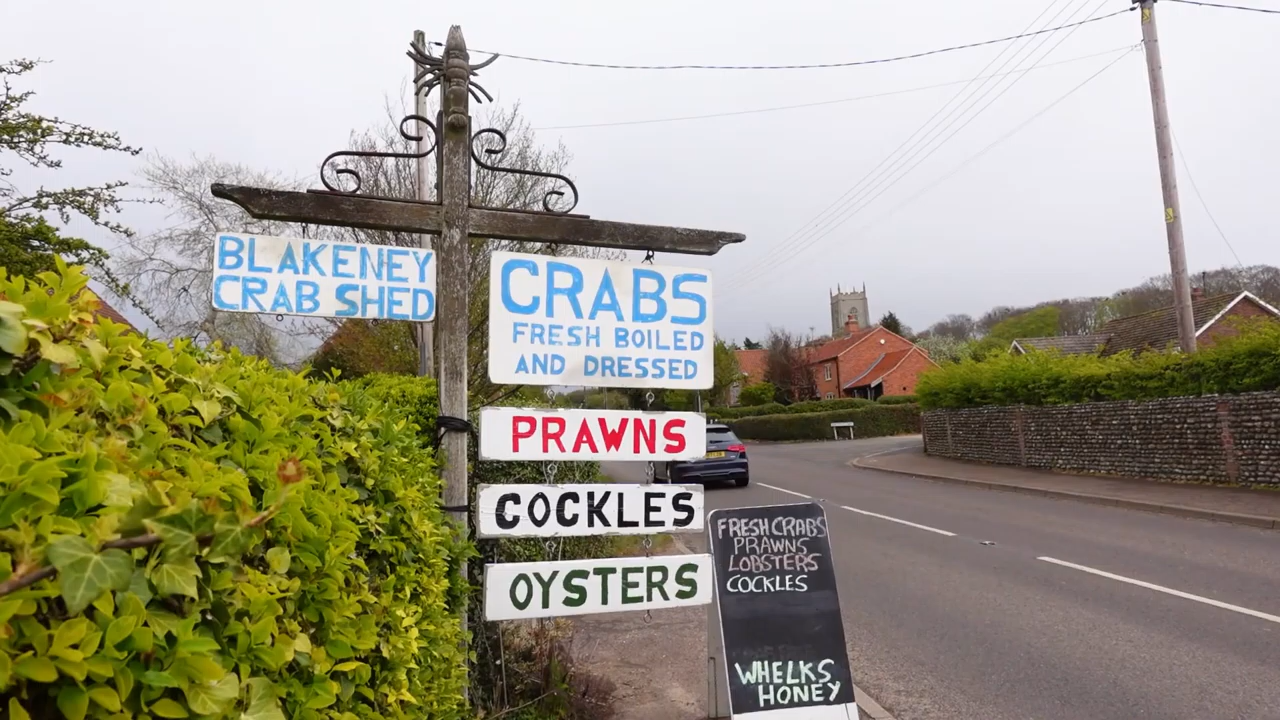 BLAKENEY
CRAB SHED
CRABS
FRESH BOILED
AND DRESSED
PRAWNS
COCKLES
OYSTERS
FRESH CRABS
PRAWNS
LOBSTERS
COCKLES
WHELKS
HONEY